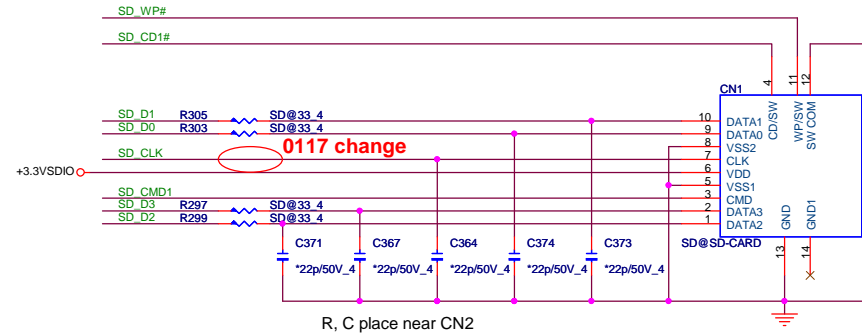 SD_WP#
SD_CD1#
CN1
4
11
12
CD/SW
WP/SW
SW COM
SD_D1 R305 SD@33_4 10 DATA1
SD_D0 R303 SD@33_4 9 DATA0
8 VSS2
0117 change
SD_CLK 7 CLK
+3.3VSDIO 6 VDD
5 VSS1
SD_CMD1 3 CMD
SD_D3 R297 SD@33_4 2 DATA3
SD_D2 R299 SD@33_4 1 DATA2
GND
GND1
C371 C367 C364 C374 C373 SD@SD-CARD
13
14
*22p/50V_4 *22p/50V_4 *22p/50V_4 *22p/50V_4 *22p/50V_4
R, C place near CN2